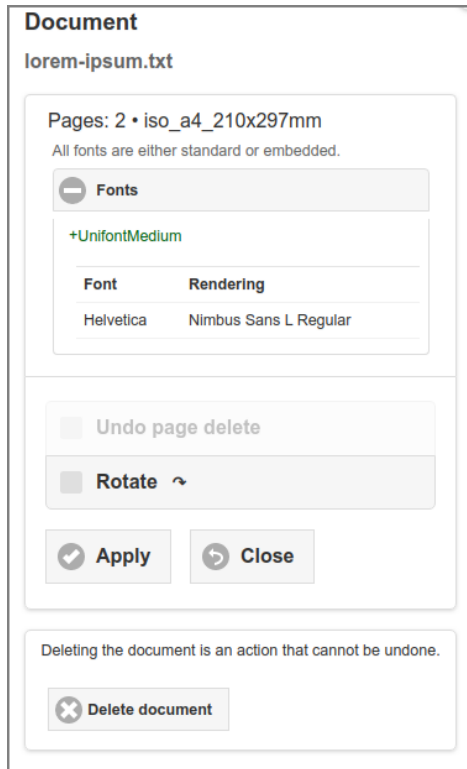 Document
lorem-ipsum.txt
Pages: 2 • iso_a4_210x297mm
All fonts are either standard or embedded.
Fonts
+UnifontMedium
Font Rendering
Helvetica Nimbus Sans L Regular
Undo page delete
Rotate ↷
Apply Close
Deleting the document is an action that cannot be undone.
Delete document